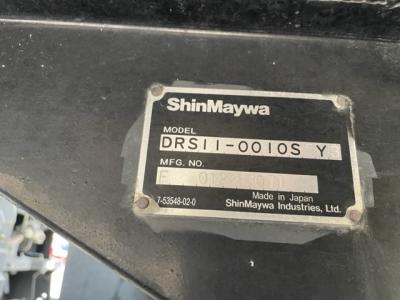 ShinMaywa
MODEL
DRS11-0010S Y
MFG. NO.
Made in Japan
7-53548-02-0
ShinMaywa Industries, Ltd.